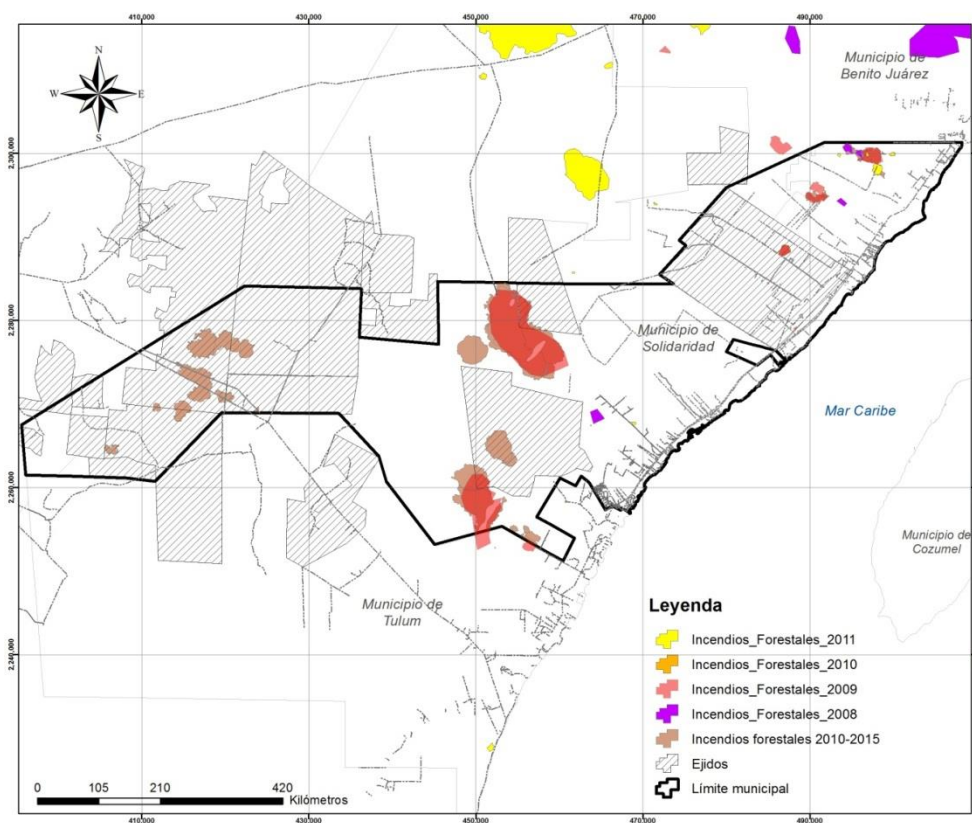 410,000 430,000 450,000 470,000 490,000
N
W E
S
Municipio de
Benito Juárez
2,300,000
2,280,000
Municipio de
Solidaridad
Mar Caribe
2,260,000
Municipio de
Cozumel
Municipio de
Tulum
2,240,000
Leyenda
Incendios_Forestales_2011
Incendios_Forestales_2010
Incendios_Forestales_2009
Incendios_Forestales_2008
Incendios forestales 2010-2015
Ejidos
Límite municipal
0 105 210 420
Kilómetros
410,000 430,000 450,000 470,000 490,000